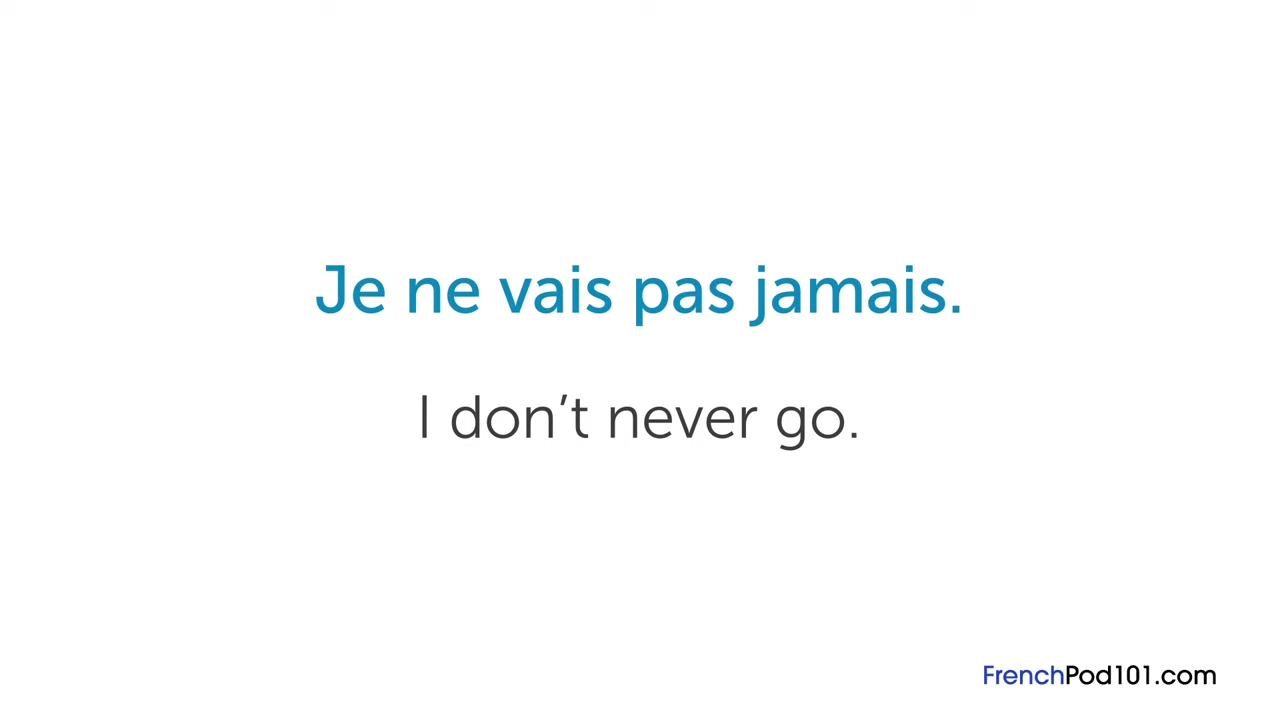 Je ne vais pas jamais.
I don’t never go.
FrenchPod101.com